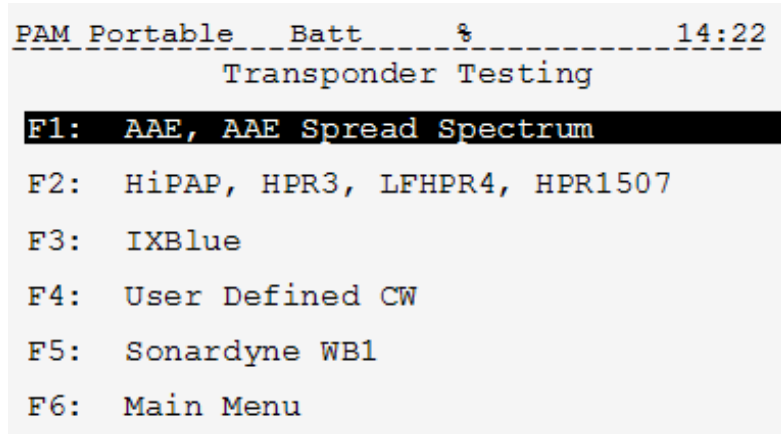 PAM Portable Batt % 14:22
Transponder Testing
F1: AAE, AAE Spread Spectrum
F2: HiPAP, HPR3, LFHPR4, HPR1507
F3: IXBlue
F4: User Defined CW
F5: Sonardyne WB1
F6: Main Menu